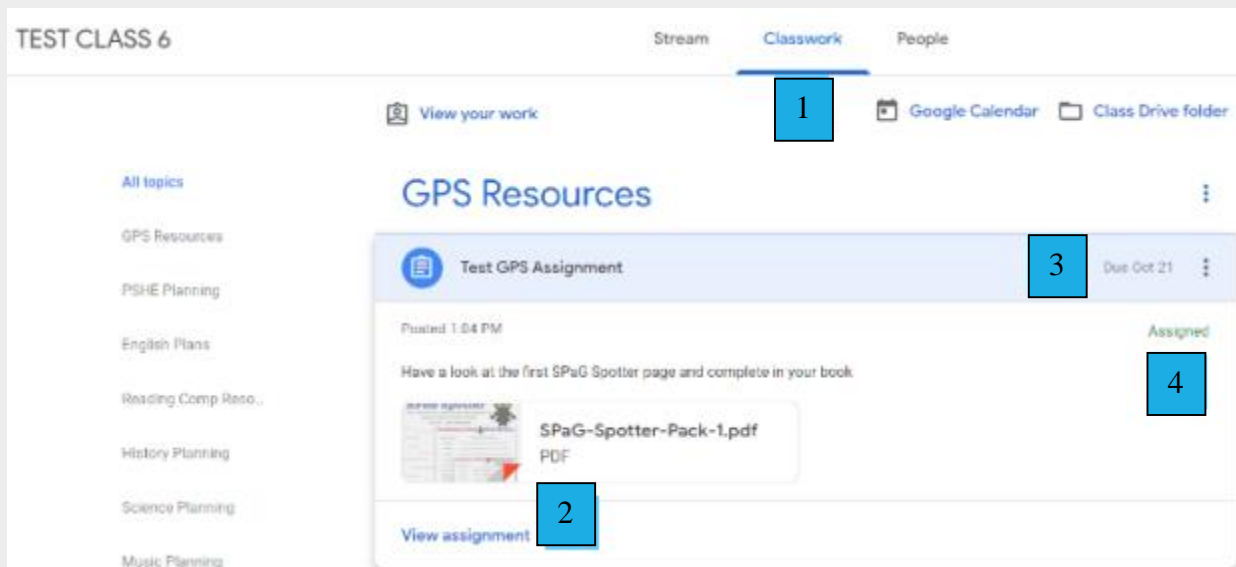 TEST CLASS 6
Stream Classwork People
1
View your work
Google Calendar Class Drive folder
All topics
GPS Resources
PSHE Planning
English Plans
Reading Comp Reso...
History Planning
Science Planning
Music Planning
GPS Resources
Test GPS Assignment
3
Due Oct 21
Posted 1:04 PM
Assigned
4
Have a look at the first SPaG Spotter page and complete in your book
SPaG-Spotter-Pack-1.pdf
PDF
2
View assignment